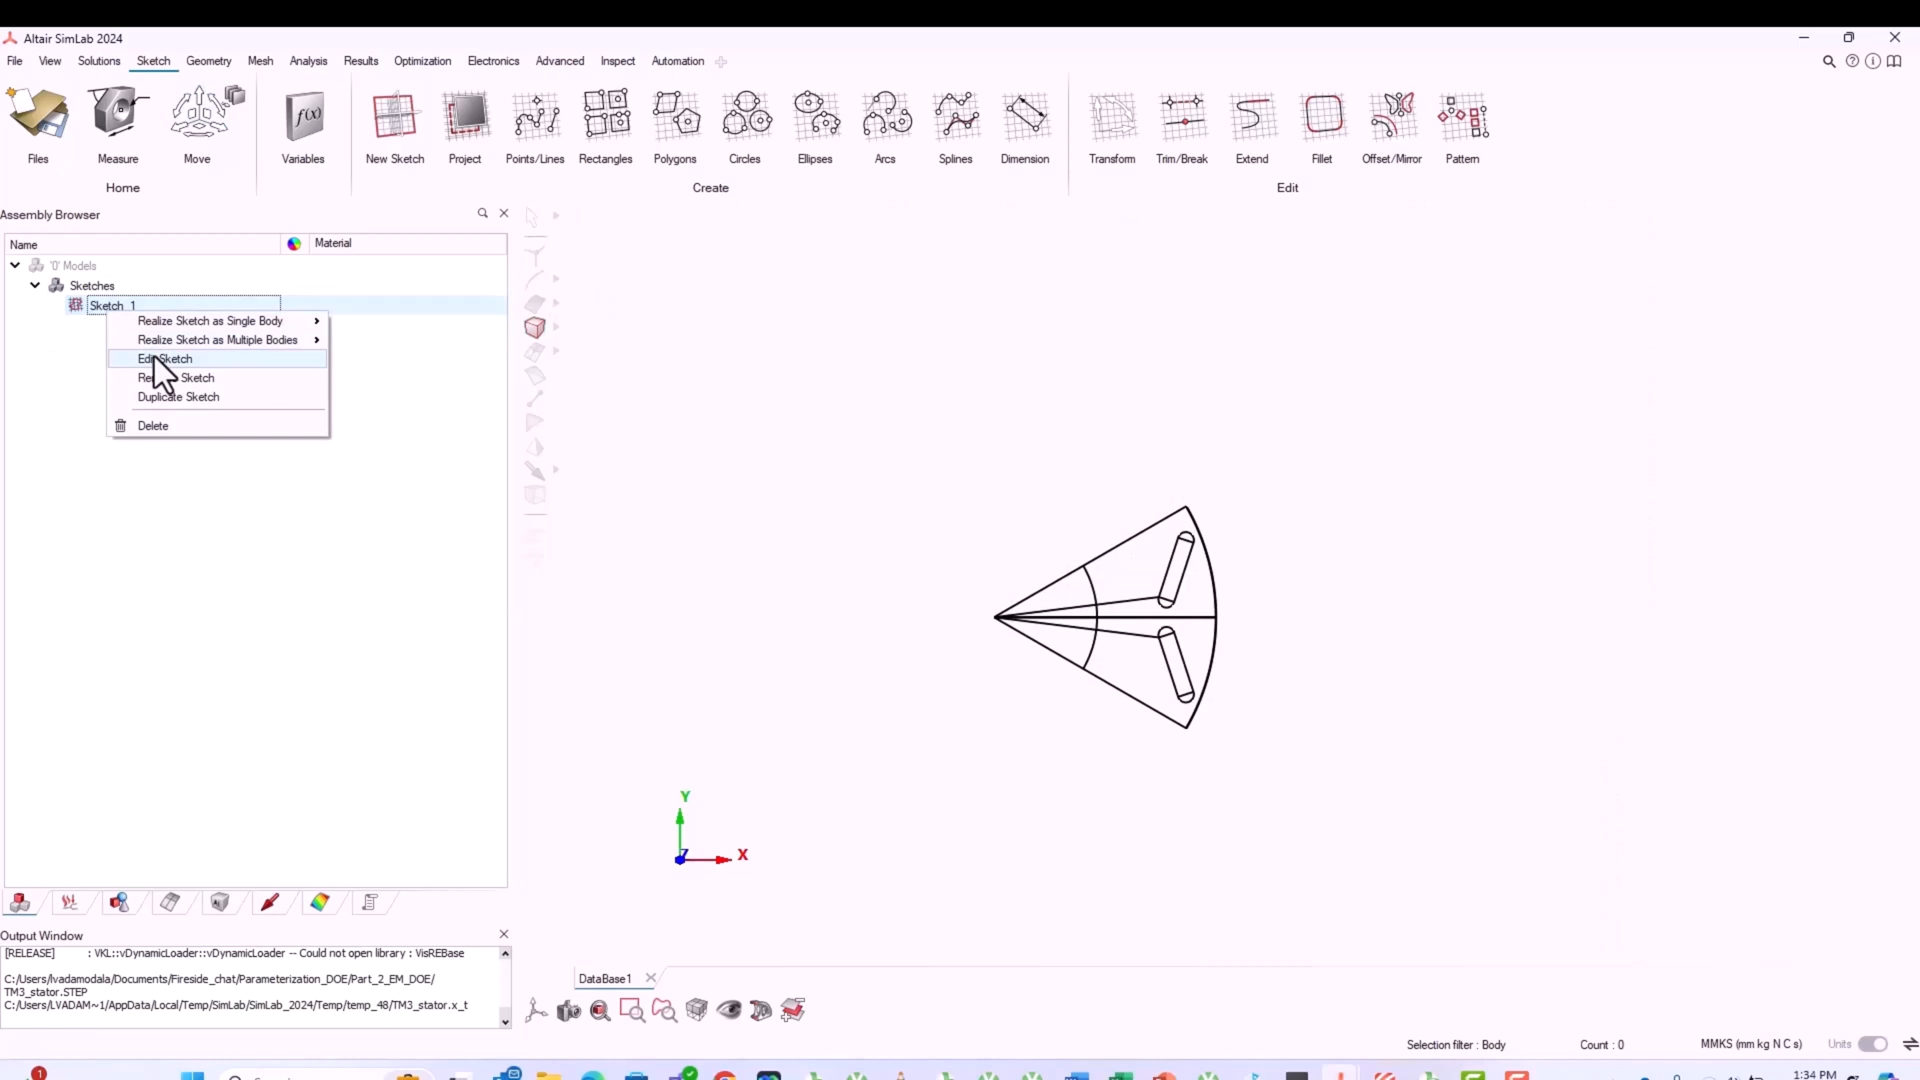 Altair SimLab 2024
File View Solutions Sketch Geometry Mesh Analysis Results Optimization Electronics Advanced Inspect Automation
Files Measure Move Variables New Sketch Project Points/Lines Rectangles Polygons Circles Ellipses Arcs Splines Dimension Transform Trim/Break Extend Fillet Offset/Mirror Pattern
Home Create Edit
Assembly Browser
Name Material
'0' Models
Sketches
Sketch_1
Realize Sketch as Single Body
Realize Sketch as Multiple Bodies
Edit Sketch
Sketch
Duplicate Sketch
Delete
Y
Z X
Output Window
[RELEASE] : VKL::vDynamicLoader::vDynamicLoader -- Could not open library : VisREBase
C:/Users/lvadamodala/Documents/Fireside_chat/Parameterization_DOE/Part_2_EM_DOE/
TM3_stator.STEP
C:/Users/LVADAM~1/AppData/Local/Temp/SimLab/SimLab_2024/Temp/temp_48/TM3_stator.x_t
DataBase1
Selection filter : Body Count : 0 MMKS (mm kg N C s) Units
1
1:34 PM